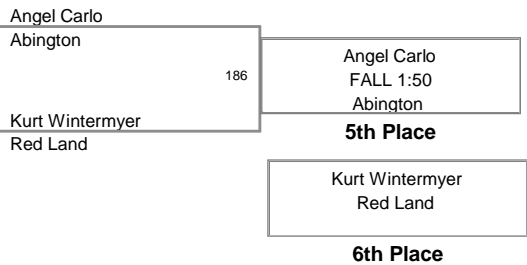 Angel Carlo
Abington
186
Kurt Wintermyer
Red Land
Angel Carlo
FALL 1:50
Abington
5th Place
Kurt Wintermyer
Red Land
6th Place